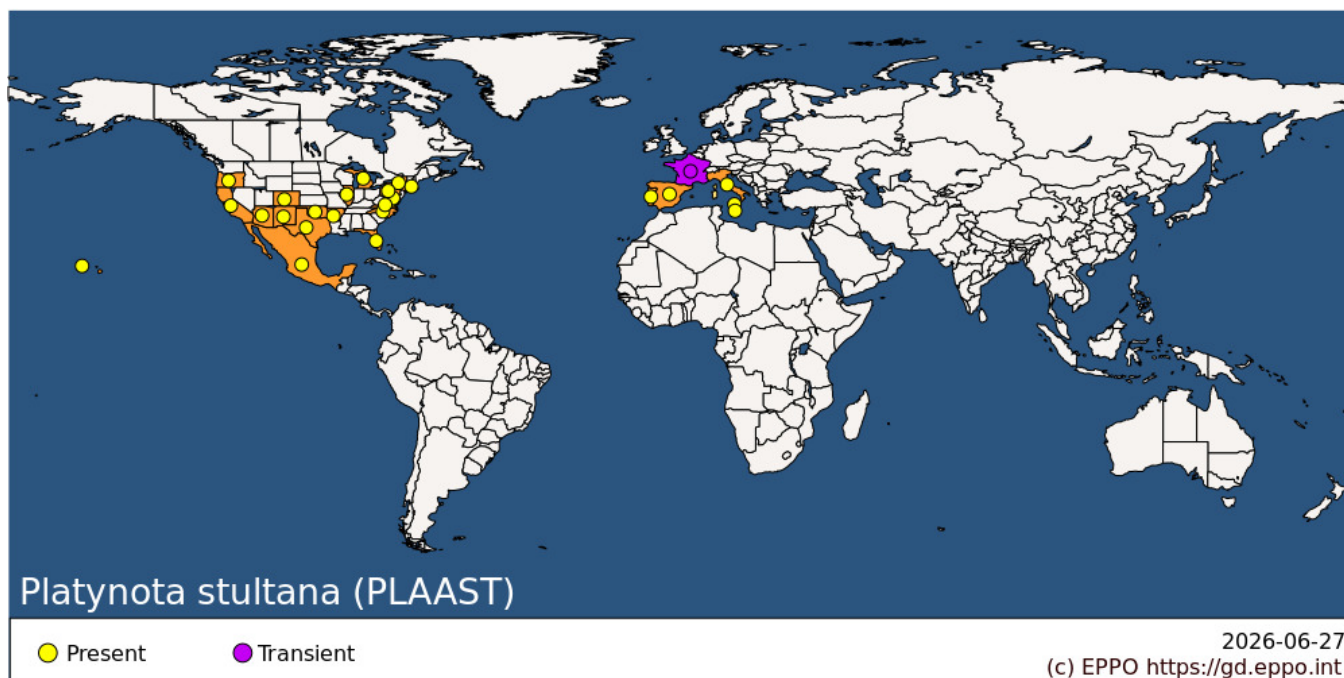 Platynota stultana (PLAAST)
Present
Transient
2026-06-27
(c) EPPO https://gd.eppo.int